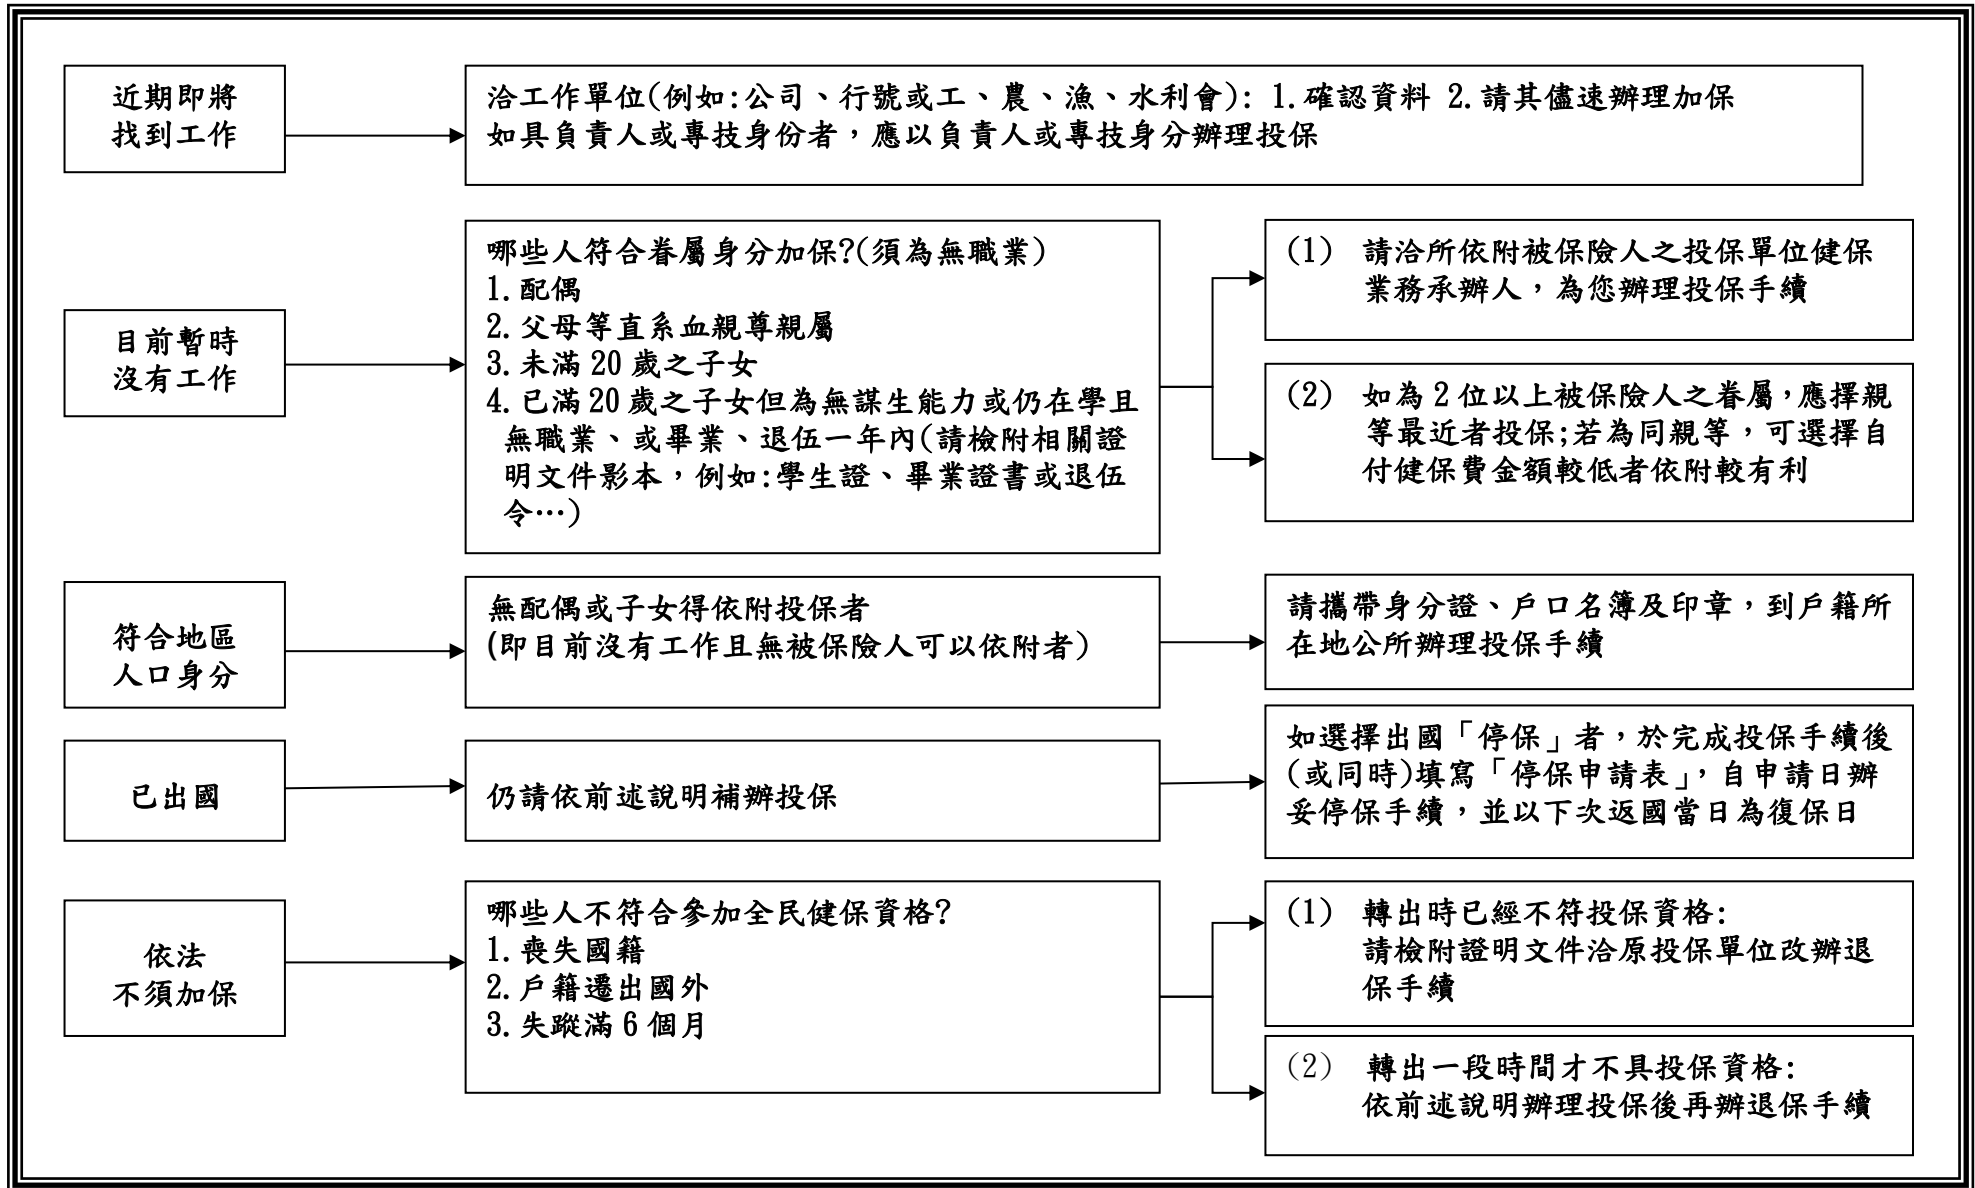 近期即將
找到工作
洽工作單位(例如:公司、行號或工、農、漁、水利會): 1.確認資料 2.請其儘速辦理加保
如具負責人或專技身份者，應以負責人或專技身分辦理投保
目前暫時
沒有工作
哪些人符合眷屬身分加保?(須為無職業)
1.配偶
2.父母等直系血親尊親屬
3.未滿20歲之子女
4.已滿20歲之子女但為無謀生能力或仍在學且
無職業、或畢業、退伍一年內(請檢附相關證
明文件影本，例如:學生證、畢業證書或退伍
令…)
(1) 請洽所依附被保險人之投保單位健保
業務承辦人，為您辦理投保手續
(2) 如為2位以上被保險人之眷屬,應擇親
等最近者投保;若為同親等，可選擇自
付健保費金額較低者依附較有利
符合地區
人口身分
無配偶或子女得依附投保者
(即目前沒有工作且無被保險人可以依附者)
請攜帶身分證、戶口名簿及印章，到戶籍所
在地公所辦理投保手續
已出國
仍請依前述說明補辦投保
如選擇出國「停保」者，於完成投保手續後
(或同時)填寫「停保申請表」，自申請日辦
妥停保手續，並以下次返國當日為復保日
依法
不須加保
哪些人不符合參加全民健保資格?
1.喪失國籍
2.戶籍遷出國外
3.失蹤滿6個月
(1) 轉出時已經不符投保資格:
請檢附證明文件洽原投保單位改辦退
保手續
(2) 轉出一段時間才不具投保資格:
依前述說明辦理投保後再辦退保手續